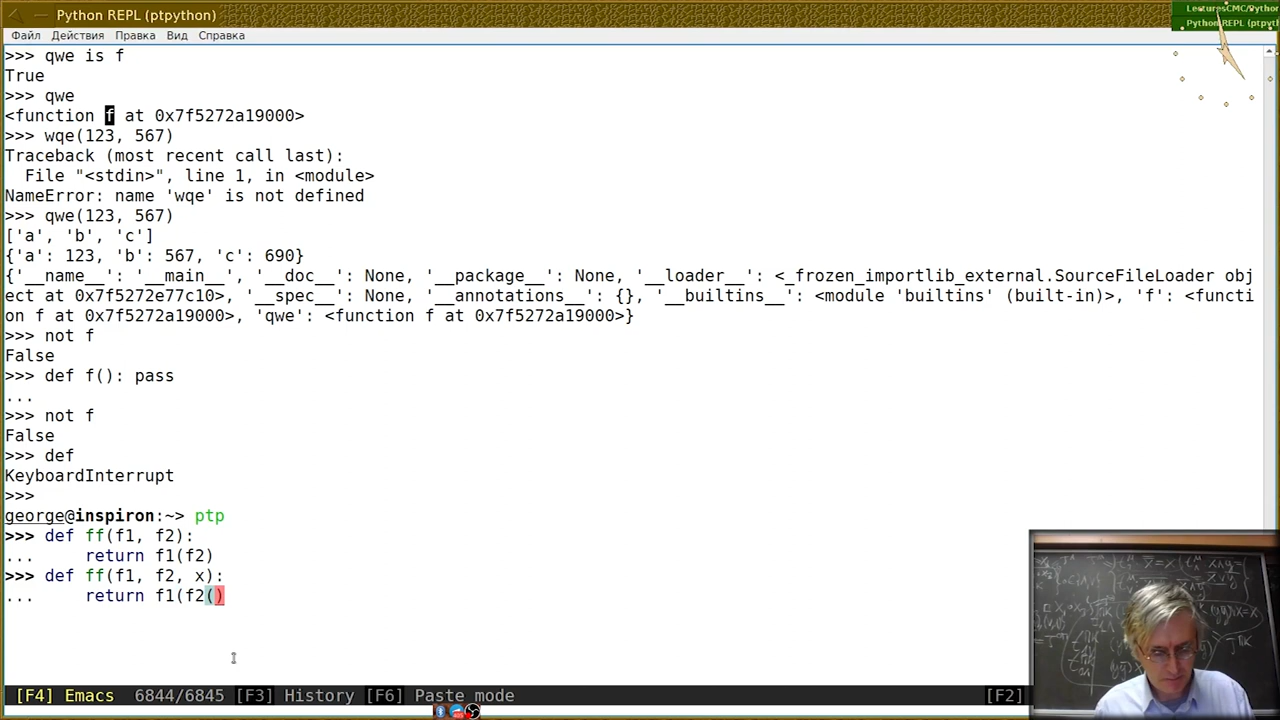 Python REPL (ptpython)
LecturesCMC/Python
Python REPL (ptpyth
Файл Действия Правка Вид Справка
>>> qwe is f
True
>>> qwe
<function f at 0x7f5272a19000>
>>> wqe(123, 567)
Traceback (most recent call last):
  File "<stdin>", line 1, in <module>
NameError: name 'wqe' is not defined
>>> qwe(123, 567)
['a', 'b', 'c']
{'a': 123, 'b': 567, 'c': 690}
{'__name__': '__main__', '__doc__': None, '__package__': None, '__loader__': <_frozen_importlib_external.SourceFileLoader obj
ect at 0x7f5272e77c10>, '__spec__': None, '__annotations__': {}, '__builtins__': <module 'builtins' (built-in)>, 'f': <functi
on f at 0x7f5272a19000>, 'qwe': <function f at 0x7f5272a19000>}
>>> not f
False
>>> def f(): pass
...
>>> not f
False
>>> def
KeyboardInterrupt
>>>
george@inspiron:~> ptp
>>> def ff(f1, f2):
...     return f1(f2)
>>> def ff(f1, f2, x):
...     return f1(f2()
[F4] Emacs 6844/6845 [F3] History [F6] Paste mode [F2]